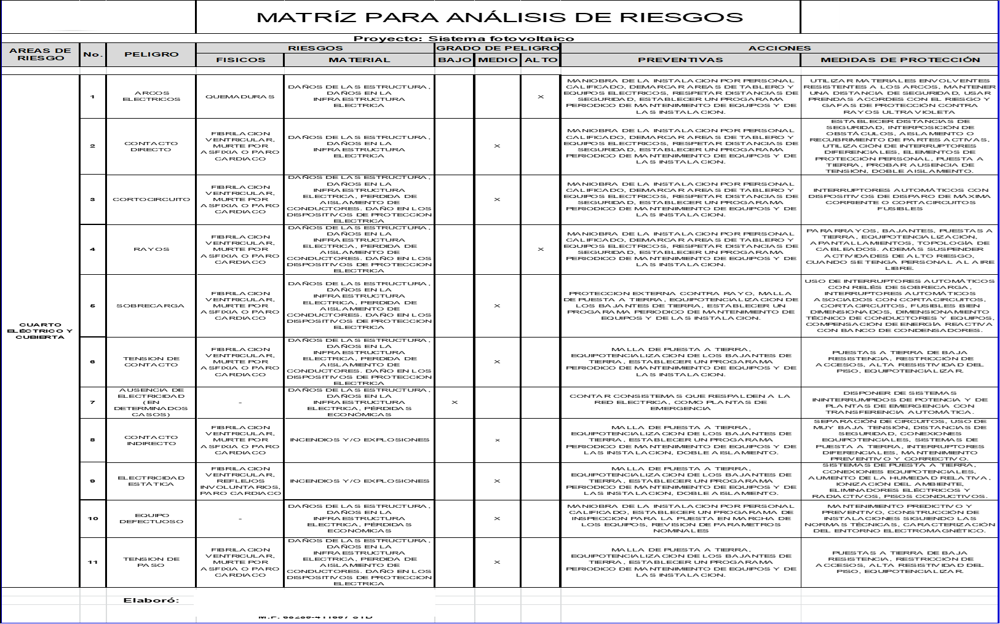 MATRÍZ PARA ANÁLISIS DE RIESGOS
Proyecto: Sistema fotovoltaico
AREAS DE
RIESGO
No.
PELIGRO
RIESGOS
GRADO DE PELIGRO
ACCIONES
FISICOS
MATERIAL
BAJO
MEDIO
ALTO
PREVENTIVAS
MEDIDAS DE PROTECCIÓN
CUARTO
ELÉCTRICO Y
CUBIERTA
1
ARCOS
ELECTRICOS
QUEMADURAS
DAÑOS DE LAS ESTRUCTURA,
DAÑOS EN LA
INFRAESTRUCTURA
ELECTRICA
X
MANIOBRA DE LA INSTALACION POR PERSONAL
CALIFICADO, DEMARCAR AREAS DE TABLERO Y
EQUIPOS ELECTRICOS, RESPETAR DISTANCIAS DE
SEGURIDAD, ESTABLECER UN PROGARAMA
PERIODICO DE MANTENIMIENTO DE EQUIPOS Y DE
LAS INSTALACION.
UTILIZAR MATERIALES ENVOLVENTES
RESISTENTES A LOS ARCOS, MANTENER
UNA DISTANCIA DE SEGURIDAD, USAR
PRENDAS ACORDES CON EL RIESGO Y
GAFAS DE PROTECCIÓN CONTRA
RAYOS ULTRAVIOLETA
2
CONTACTO
DIRECTO
FIBRILACION
VENTRICULAR,
MURTE POR
ASFIXIA O PARO
CARDIACO
DAÑOS DE LAS ESTRUCTURA,
DAÑOS EN LA
INFRAESTRUCTURA
ELECTRICA
X
MANIOBRA DE LA INSTALACION POR PERSONAL
CALIFICADO, DEMARCAR AREAS DE TABLERO Y
EQUIPOS ELECTRICOS, RESPETAR DISTANCIAS DE
SEGURIDAD, ESTABLECER UN PROGARAMA
PERIODICO DE MANTENIMIENTO DE EQUIPOS Y DE
LAS INSTALACION.
ESTABLECER DISTANCIAS DE
SEGURIDAD, INTERPOSICIÓN DE
OBSTÁCULOS, AISLAMIENTO O
RECUBRIMIENTO DE PARTES ACTIVAS,
UTILIZACIÓN DE INTERRUPTORES
DIFERENCIALES, ELEMENTOS DE
PROTECCIÓN PERSONAL, PUESTA A
TIERRA, PROBAR AUSENCIA DE
TENSIÓN, DOBLE AISLAMIENTO.
3
CORTOCIRCUITO
FIBRILACION
VENTRICULAR,
MURTE POR
ASFIXIA O PARO
CARDIACO
DAÑOS DE LAS ESTRUCTURA,
DAÑOS EN LA
INFRAESTRUCTURA
ELECTRICA, PERDIDA DE
AISLAMIENTO DE
CONDUCTORES. DAÑO EN LOS
DISPOSITIVOS DE PROTECCION
ELECTRICA
X
MANIOBRA DE LA INSTALACION POR PERSONAL
CALIFICADO, DEMARCAR AREAS DE TABLERO Y
EQUIPOS ELECTRICOS, RESPETAR DISTANCIAS DE
SEGURIDAD, ESTABLECER UN PROGARAMA
PERIODICO DE MANTENIMIENTO DE EQUIPOS Y DE
LAS INSTALACION.
INTERRUPTORES AUTOMÁTICOS CON
DISPOSITIVOS DE DISPARO DE MÁXIMA
CORRIENTE O CORTACIRCUITOS
FUSIBLES
4
RAYOS
FIBRILACION
VENTRICULAR,
MURTE POR
ASFIXIA O PARO
CARDIACO
DAÑOS DE LAS ESTRUCTURA,
DAÑOS EN LA
INFRAESTRUCTURA
ELECTRICA, PERDIDA DE
AISLAMIENTO DE
CONDUCTORES. DAÑO EN LOS
DISPOSITIVOS DE PROTECCION
ELECTRICA
X
MANIOBRA DE LA INSTALACION POR PERSONAL
CALIFICADO, DEMARCAR AREAS DE TABLERO Y
EQUIPOS ELECTRICOS, RESPETAR DISTANCIAS DE
SEGURIDAD, ESTABLECER UN PROGARAMA
PERIODICO DE MANTENIMIENTO DE EQUIPOS Y DE
LAS INSTALACION.
PARARRAYOS, BAJANTES, PUESTAS A
TIERRA, EQUIPOTENCIALIZACIÓN,
APANTALLAMIENTOS, TOPOLOGÍA DE
CABLEADOS. ADEMÁS SUSPENDER
ACTIVIDADES DE ALTO RIESGO,
CUANDO SE TENGA PERSONAL AL AIRE
LIBRE.
5
SOBRECARGA
FIBRILACION
VENTRICULAR,
MURTE POR
ASFIXIA O PARO
CARDIACO
DAÑOS DE LAS ESTRUCTURA,
DAÑOS EN LA
INFRAESTRUCTURA
ELECTRICA, PERDIDA DE
AISLAMIENTO DE
CONDUCTORES. DAÑO EN LOS
DISPOSITIVOS DE PROTECCION
ELECTRICA
X
PROTECCION EXTERNA CONTRA RAYO, MALLA
DE PUESTA A TIERRA, EQUIPOTENCIALIZACION DE
LOS BAJANTES DE TIERRA, ESTABLECER UN
PROGARAMA PERIODICO DE MANTENIMIENTO DE
EQUIPOS Y DE LAS INSTALACION.
USO DE INTERRUPTORES AUTOMÁTICOS
CON RELÉS DE SOBRECARGA,
INTERRUPTORES AUTOMÁTICOS
ASOCIADOS CON CORTACIRCUITOS,
CORTACIRCUITOS, FUSIBLES BIEN
DIMENSIONADOS, DIMENSIONAMIENTO
TÉCNICO DE CONDUCTORES Y EQUIPOS,
COMPENSACIÓN DE ENERGÍA REACTIVA
CON BANCO DE CONDENSADORES.
6
TENSION DE
CONTACTO
FIBRILACION
VENTRICULAR,
MURTE POR
ASFIXIA O PARO
CARDIACO
DAÑOS DE LAS ESTRUCTURA,
DAÑOS EN LA
INFRAESTRUCTURA
ELECTRICA, PERDIDA DE
AISLAMIENTO DE
CONDUCTORES. DAÑO EN LOS
DISPOSITIVOS DE PROTECCION
ELECTRICA
X
MALLA DE PUESTA A TIERRA,
EQUIPOTENCIALIZACION DE LOS BAJANTES DE
TIERRA, ESTABLECER UN PROGARAMA
PERIODICO DE MANTENIMIENTO DE EQUIPOS Y DE
LAS INSTALACION.
PUESTAS A TIERRA DE BAJA
RESISTENCIA, RESTRICCIÓN DE
ACCESOS, ALTA RESISTIVIDAD DEL
PISO, EQUIPOTENCIALIZAR.
7
AUSENCIA DE
ELECTRICIDAD
(EN
DETERMINADOS
CASOS)
-
DAÑOS DE LAS ESTRUCTURA,
DAÑOS EN LA
INFRAESTRUCTURA
ELECTRICA, PÉRDIDAS
ECONÓMICAS
X
CONTAR CON SISTEMAS QUE RESPALDEN A LA
RED ELECTRICA, COMO PLANTAS DE
EMERGENCIA
DISPONER DE SISTEMAS
ININTERRUMPIDOS DE POTENCIA Y DE
PLANTAS DE EMERGENCIA CON
TRANSFERENCIA AUTOMÁTICA.
8
CONTACTO
INDIRECTO
FIBRILACION
VENTRICULAR,
MURTE POR
ASFIXIA O PARO
CARDIACO
INCENDIOS Y/O EXPLOSIONES
x
MALLA DE PUESTA A TIERRA,
EQUIPOTENCIALIZACION DE LOS BAJANTES DE
TIERRA, ESTABLECER UN PROGARAMA
PERIODICO DE MANTENIMIENTO DE EQUIPOS Y DE
LAS INSTALACION, DOBLE AISLAMIENTO.
SEPARACIÓN DE CIRCUITOS, USO DE
MUY BAJA TENSIÓN, DISTANCIAS DE
SEGURIDAD, CONEXIONES
EQUIPOTENCIALES, SISTEMAS DE
PUESTA A TIERRA, INTERRUPTORES
DIFERENCIALES, MANTENIMIENTO
PREVENTIVO Y CORRECTIVO.
9
ELECTRICIDAD
ESTÁTICA
FIBRILACION
VENTRICULAR,
REFLEJOS
INVOLUNTARIOS,
PARO CARDIACO
INCENDIOS Y/O EXPLOSIONES
X
MALLA DE PUESTA A TIERRA,
EQUIPOTENCIALIZACION DE LOS BAJANTES DE
TIERRA, ESTABLECER UN PROGARAMA
PERIODICO DE MANTENIMIENTO DE EQUIPOS Y DE
LAS INSTALACION, DOBLE AISLAMIENTO.
SISTEMAS DE PUESTA A TIERRA,
CONEXIONES EQUIPOTENCIALES,
AUMENTO DE LA HUMEDAD RELATIVA,
IONIZACIÓN DEL AMBIENTE,
ELIMINADORES ELÉCTRICOS Y
RADIACTIVOS, PISOS CONDUCTIVOS.
10
EQUIPO
DEFECTUOSO
-
DAÑOS DE LAS ESTRUCTURA,
DAÑOS EN LA
INFRAESTRUCTURA
ELECTRICA, PÉRDIDAS
ECONÓMICAS
X
MANIOBRA DE LA INSTALACION POR PERSONAL
CALIFICADO, ESTABLECER UN PROGARAMA DE
INSPECCION PARA LA PUESTA EN MARCHA DE
LOS EQUIPOS, REVISION DE PARAMETROS
NOMINALES
MANTENIMIENTO PREDICTIVO Y
PREVENTIVO, CONSTRUCCIÓN DE
INSTALACIONES SIGUIENDO LAS
NORMAS TÉCNICAS, CARACTERIZACIÓN
DEL ENTORNO ELECTROMAGNÉTICO.
11
TENSION DE
PASO
FIBRILACION
VENTRICULAR,
MURTE POR
ASFIXIA O PARO
CARDIACO
DAÑOS DE LAS ESTRUCTURA,
DAÑOS EN LA
INFRAESTRUCTURA
ELECTRICA, PERDIDA DE
AISLAMIENTO DE
CONDUCTORES. DAÑO EN LOS
DISPOSITIVOS DE PROTECCION
ELECTRICA
X
MALLA DE PUESTA A TIERRA,
EQUIPOTENCIALIZACION DE LOS BAJANTES DE
TIERRA, ESTABLECER UN PROGARAMA
PERIODICO DE MANTENIMIENTO DE EQUIPOS Y DE
LAS INSTALACION.
PUESTAS A TIERRA DE BAJA
RESISTENCIA, RESTRICCIÓN DE
ACCESOS, ALTA RESISTIVIDAD DEL
PISO, EQUIPOTENCIALIZAR.
Elaboró: